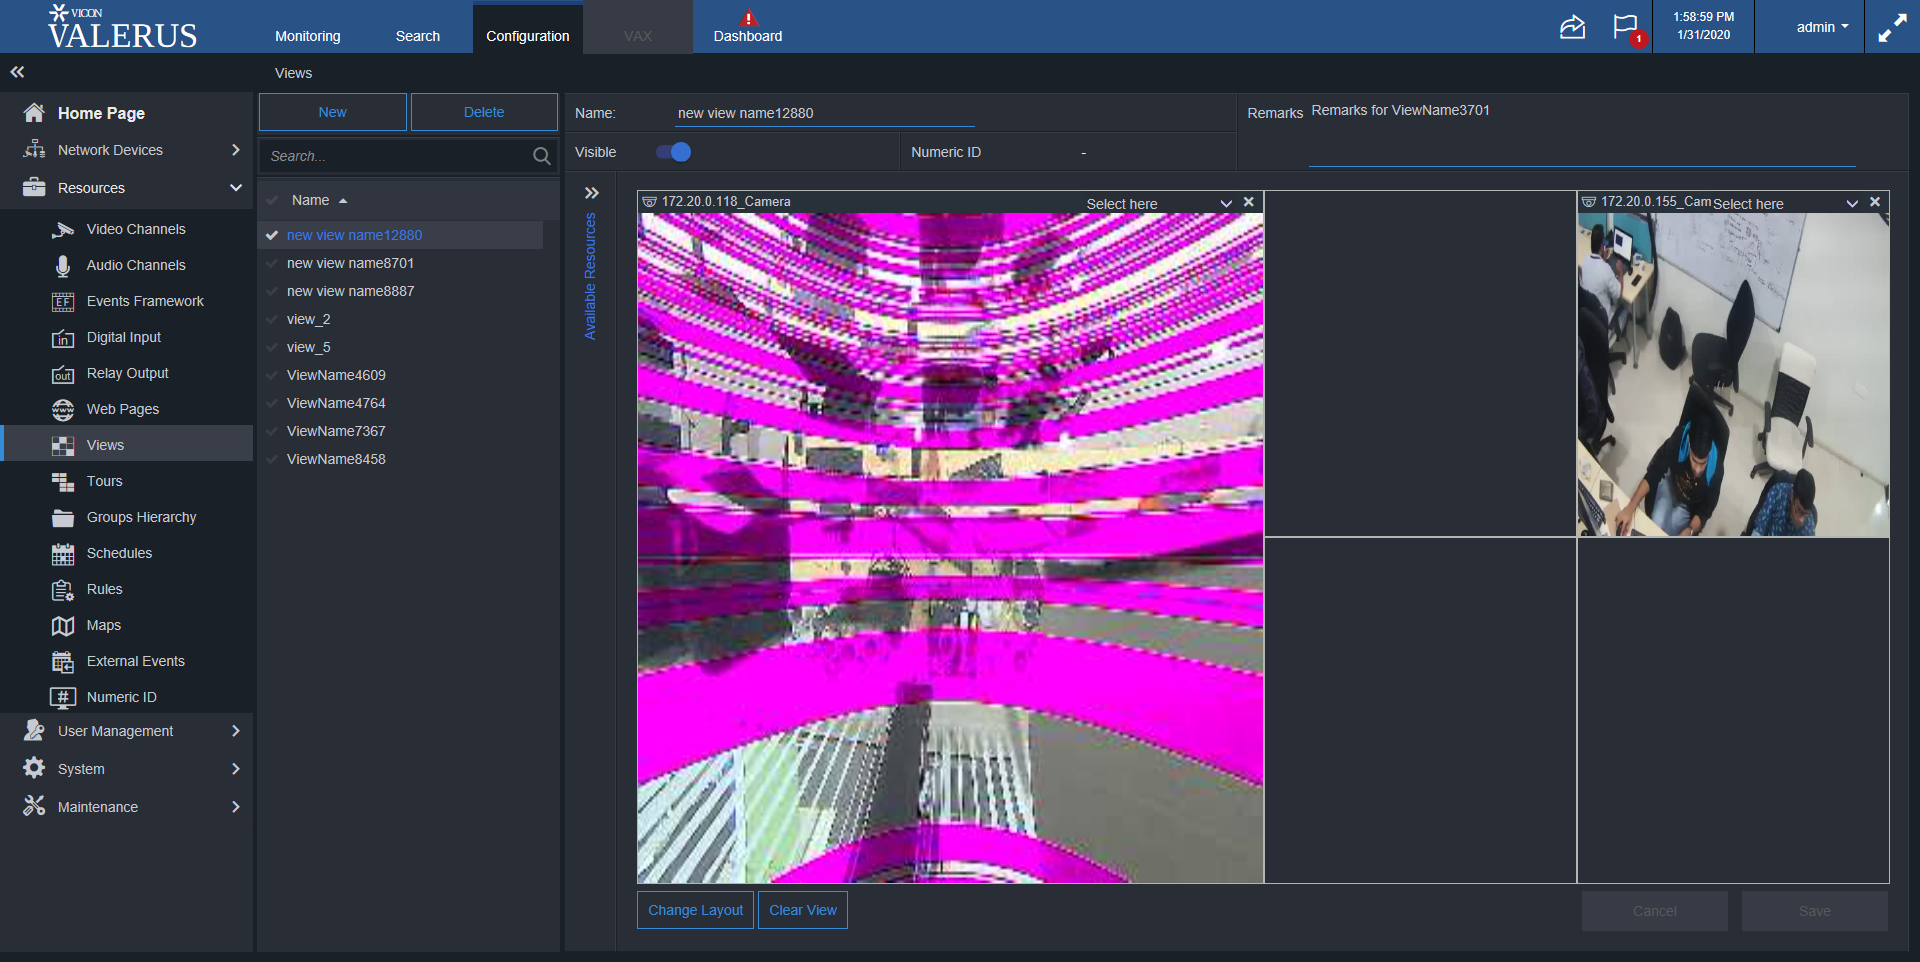 VICON
VALERUS
Monitoring
Search
Configuration
VAX
Dashboard
1
1:58:59 PM
1/31/2020
admin
Views
Home Page
Network Devices
Resources
Video Channels
Audio Channels
EF Events Framework
in Digital Input
out Relay Output
www Web Pages
Views
Tours
Groups Hierarchy
Schedules
Rules
Maps
External Events
# Numeric ID
User Management
System
Maintenance
New
Delete
Search...
Name
new view name12880
new view name8701
new view name8887
view_2
view_5
ViewName4609
ViewName4764
ViewName7367
ViewName8458
Name:
new view name12880
Remarks
Remarks for ViewName3701
Visible
Numeric ID
-
Available Resources
172.20.0.118_Camera
Select here
172.20.0.155_Cam
Select here
Change Layout
Clear View
Cancel
Save